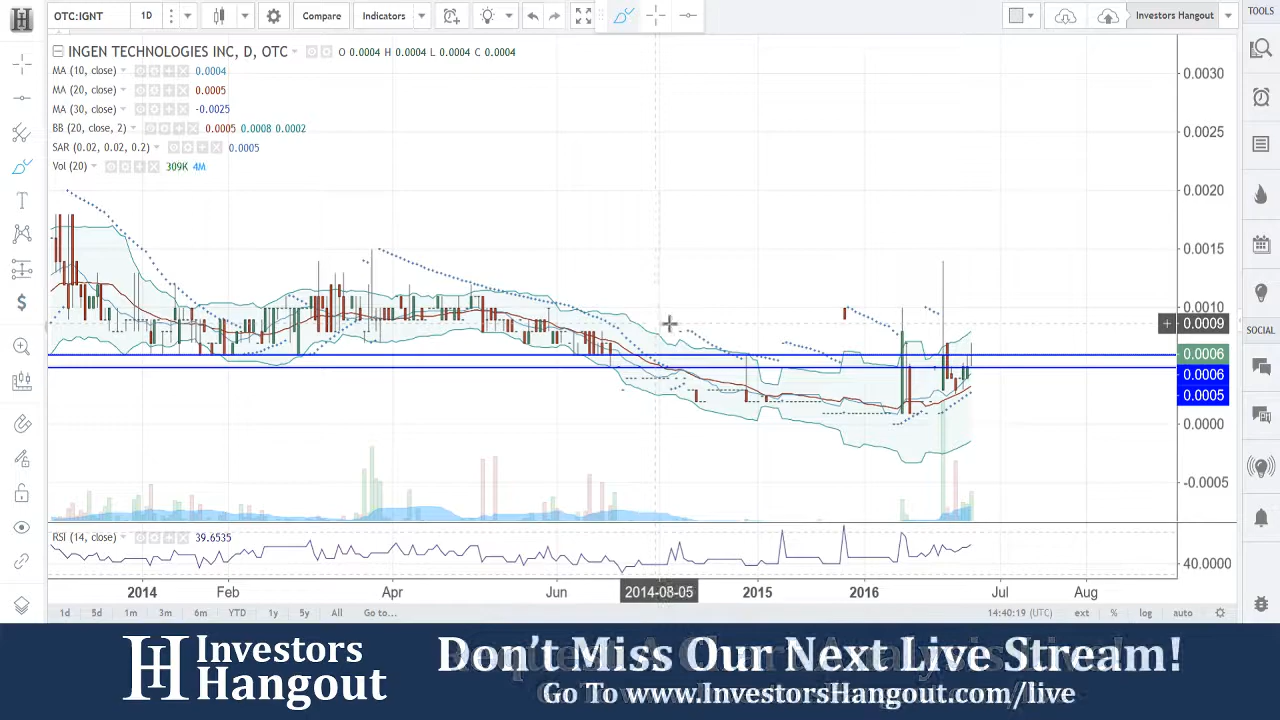 OTC:IGNT
1D
Compare
Indicators
Investors Hangout
TOOLS
INGEN TECHNOLOGIES INC, D, OTC
O 0.0004 H 0.0004 L 0.0004 C 0.0004
MA (10, close) 0.0004
MA (20, close) 0.0005
MA (30, close) -0.0025
BB (20, close, 2) 0.0005 0.0008 0.0002
SAR (0.02, 0.02, 0.2) 0.0005
Vol (20) 309K 4M
0.0030
0.0025
0.0020
0.0015
0.0010
0.0009
0.0006
0.0006
0.0005
0.0000
-0.0005
SOCIAL
RSI (14, close) 39.6535
40.0000
2014 Feb Apr Jun 2014-08-05 2015 2016 Jul Aug
1d 5d 1m 3m 6m YTD 1y 5y All Go to...
14:40:19 (UTC) ext % log auto
Investors
Hangout
Don't Miss Our Next Live Stream!
Go To www.InvestorsHangout.com/live